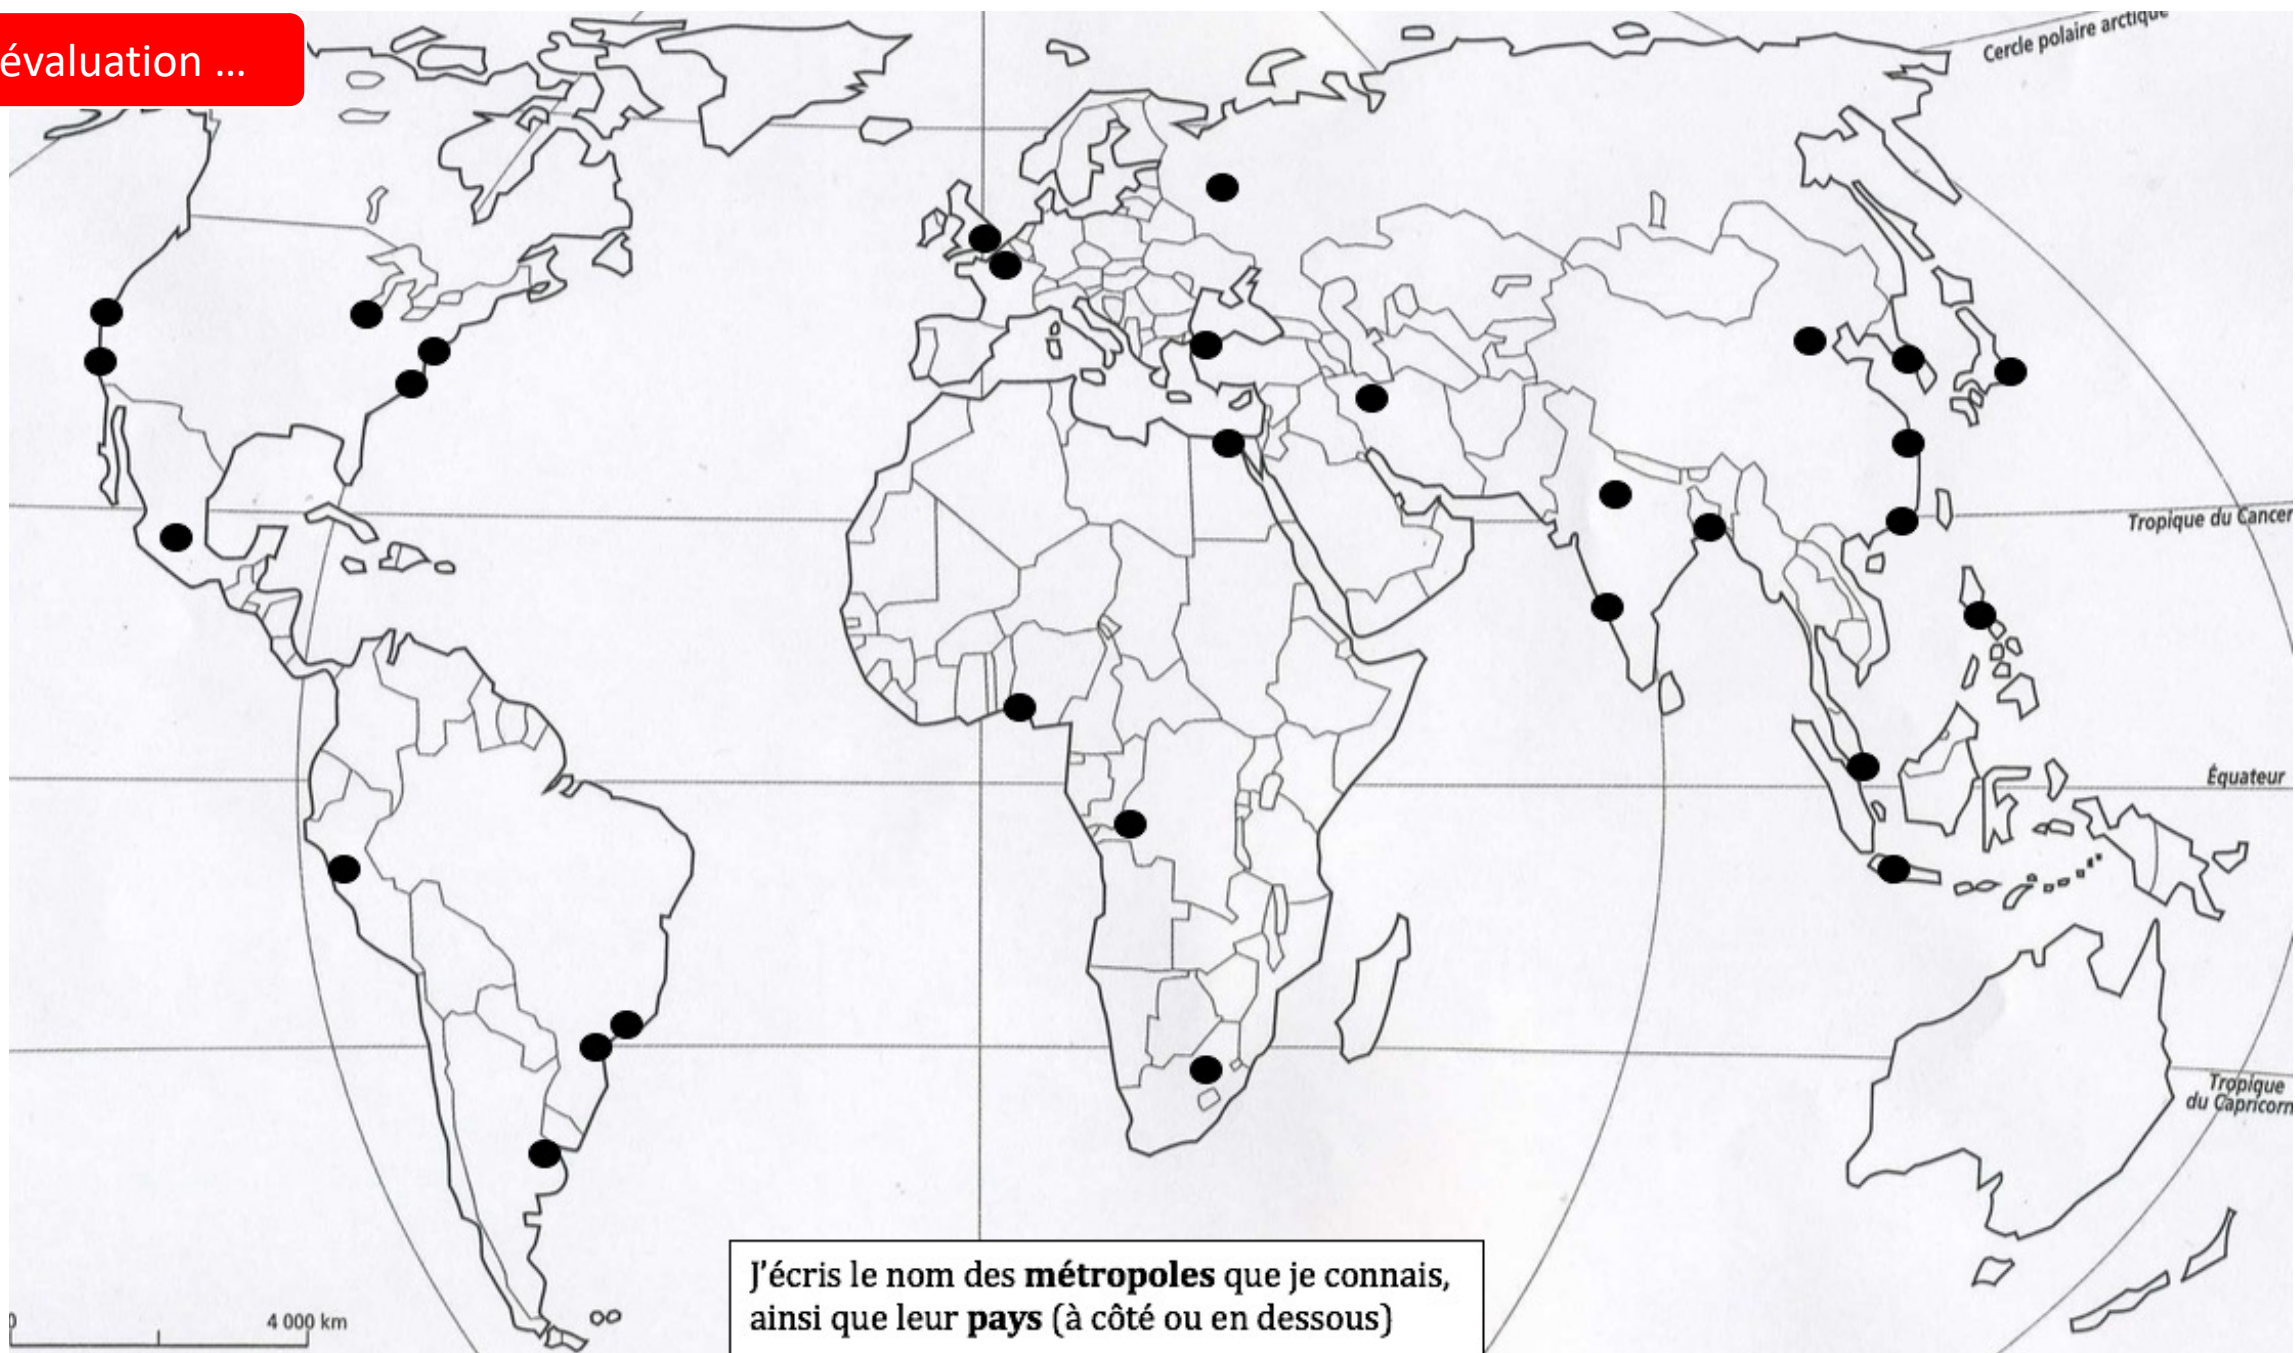 évaluation ...
Cercle polaire arctique
Tropique du Cancer
Équateur
Tropique
du Capricorn
J'écris le nom des métropoles que je connais,
ainsi que leur pays (à côté ou en dessous)
0
4 000 km